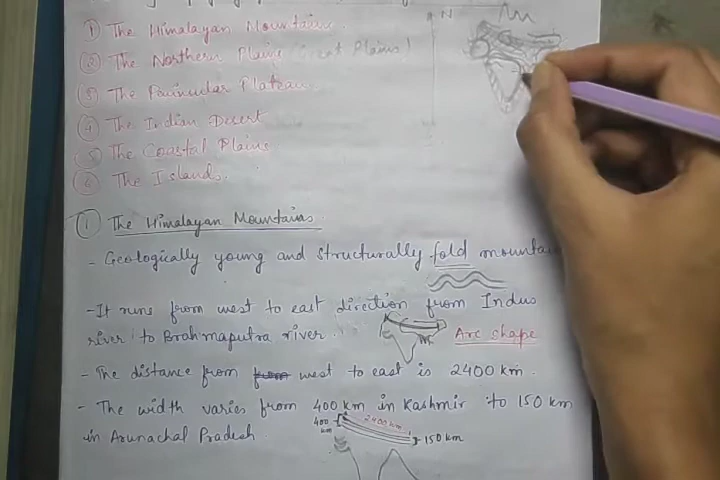 ① The Himalayan Mountains.
② The Northern Plains (Great Plains)
③ The Peninsular Plateau.
④ The Indian Desert
⑤ The Coastal Plains
⑥ The Islands.
N
① The Himalayan Mountains.
- Geologically young and structurally fold mountai
- It runs from west to east direction from Indus
river to Brahmaputra river.
Arc shape
- The distance from west to east is 2400 km.
- The width varies from 400 km in Kashmir to 150 km
in Arunachal Pradesh.
400 km
2400 km
150 km